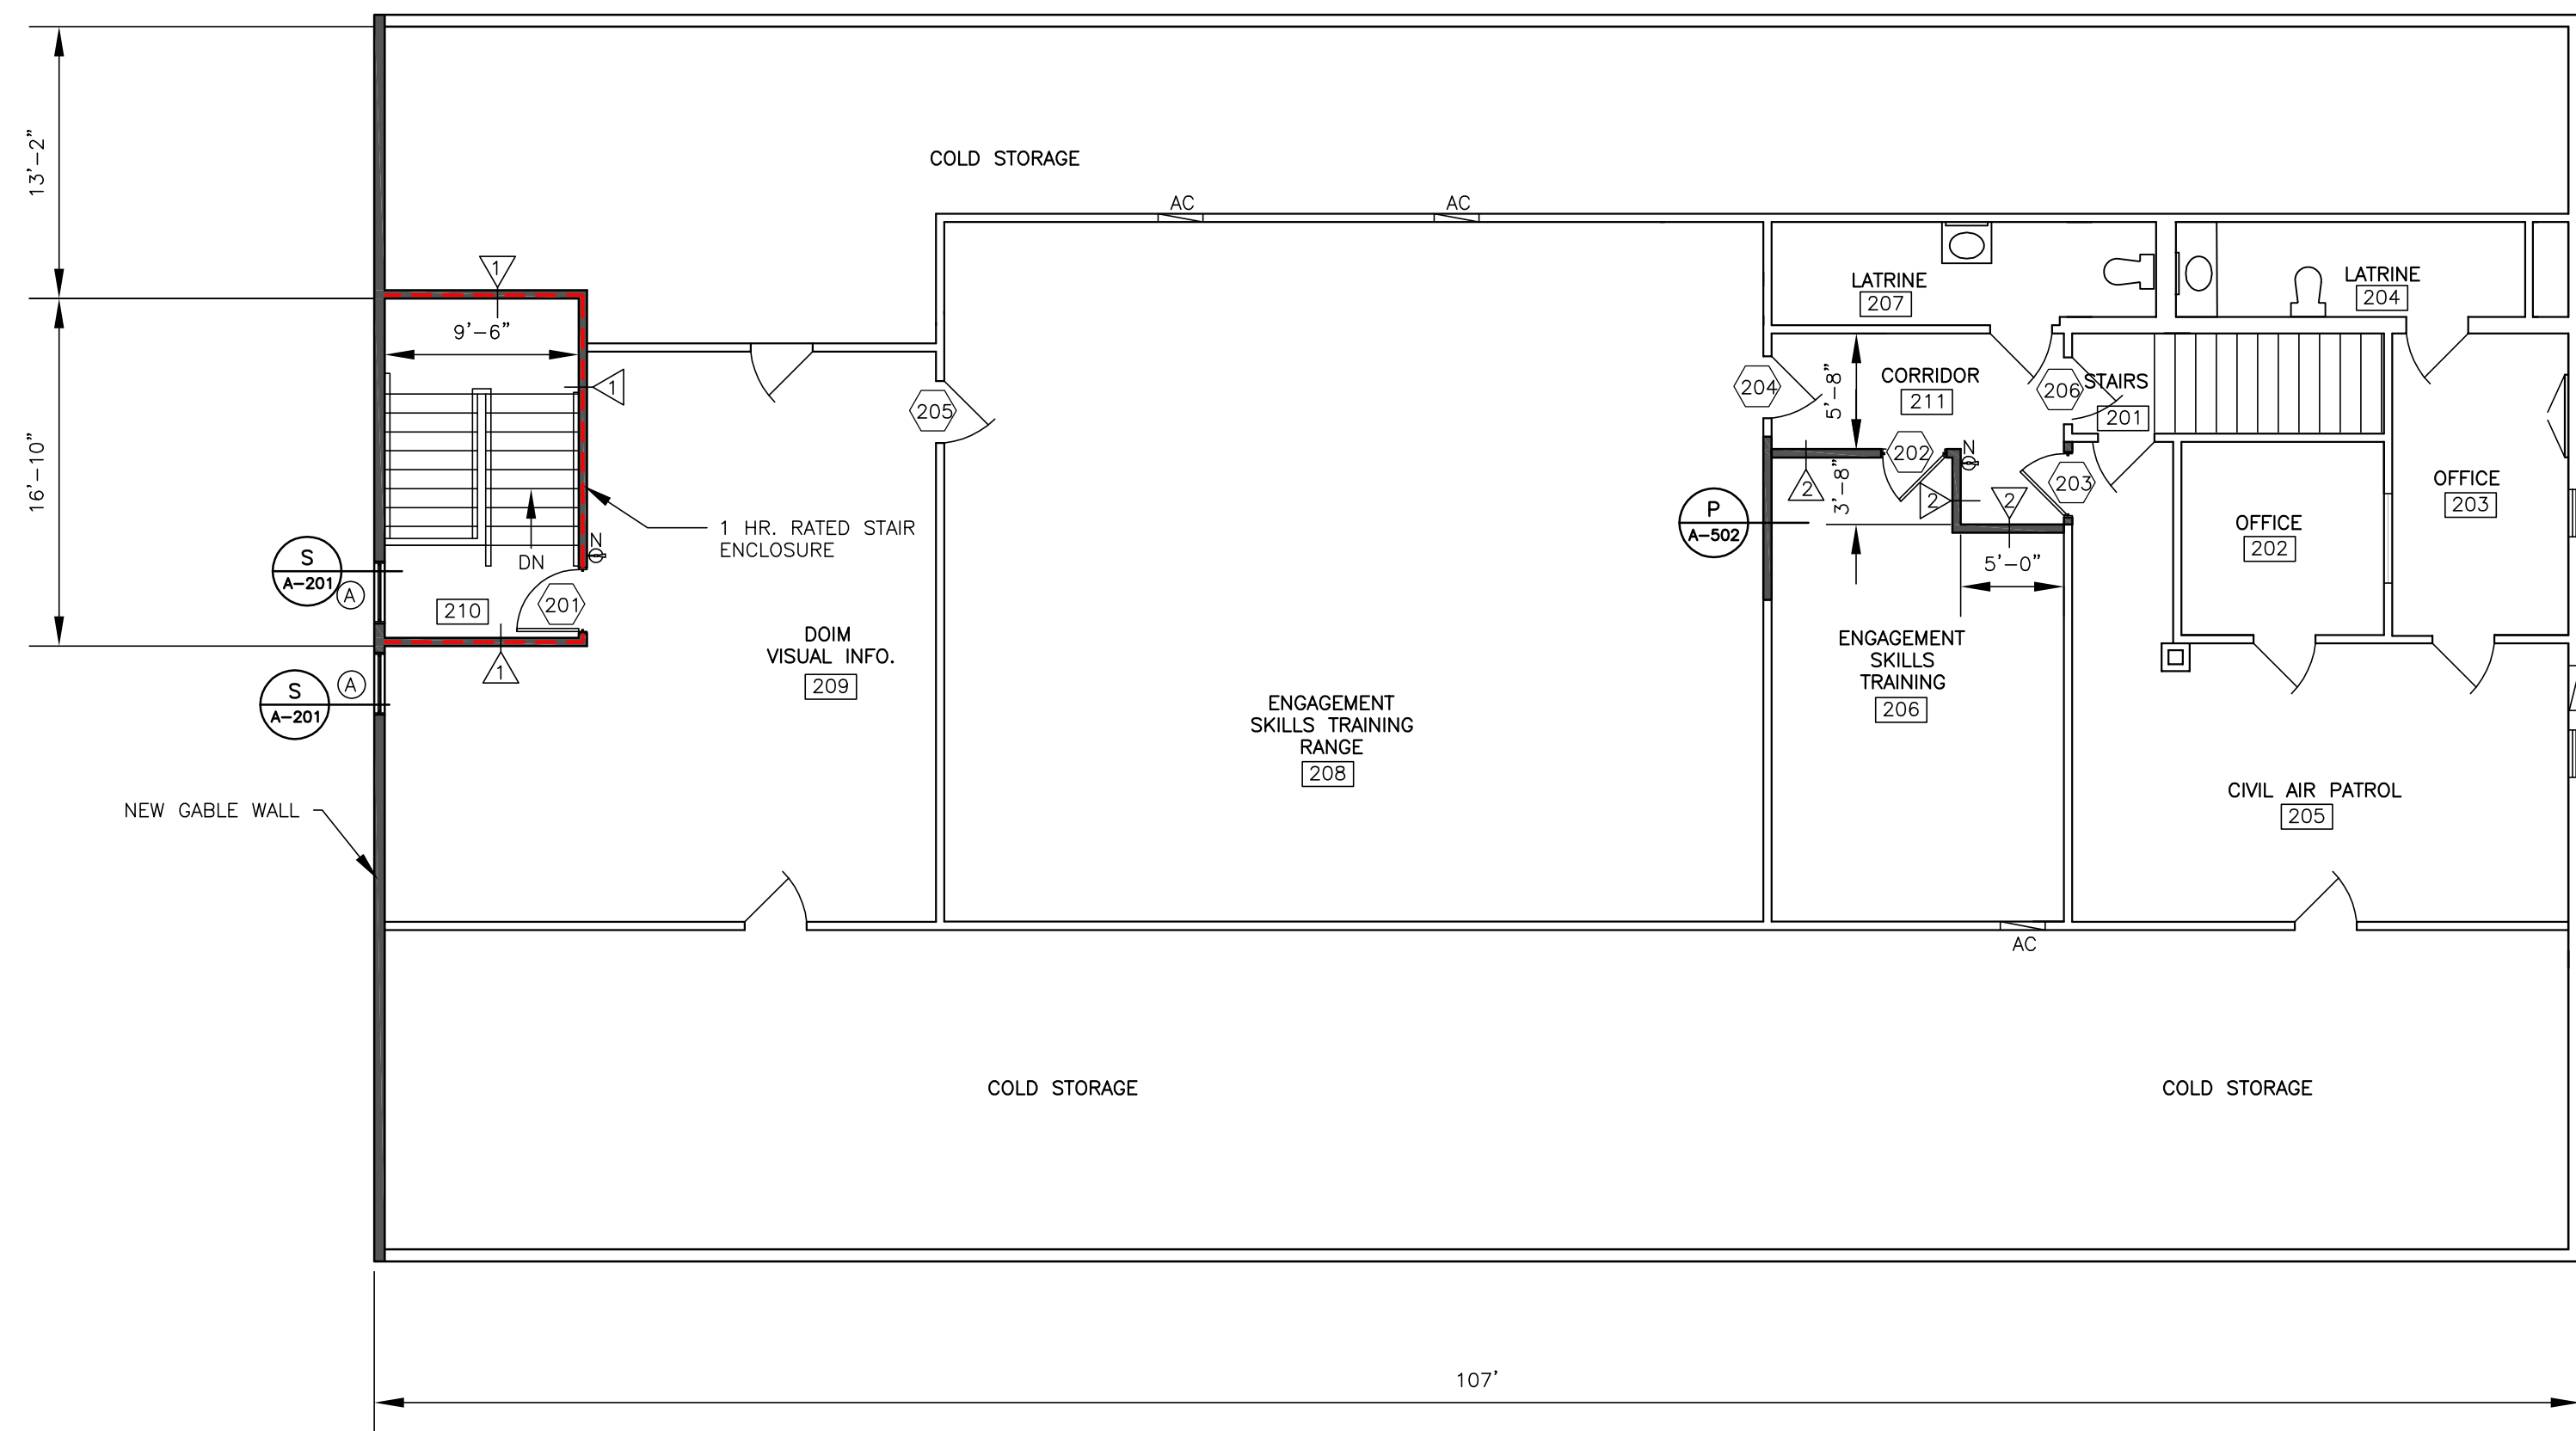 13'-2"
COLD STORAGE
AC
AC
1
9'-6"
1
16'-10"
1 HR. RATED STAIR
ENCLOSURE
DN
N
S
A-201
A
210
201
1
S
A-201
A
NEW GABLE WALL
205
DOIM
VISUAL INFO.
209
ENGAGEMENT
SKILLS TRAINING
RANGE
208
LATRINE
207
LATRINE
204
204
5'-8"
CORRIDOR
211
206
STAIRS
201
202
N
2
3'-8"
2
2
203
P
A-502
5'-0"
OFFICE
202
OFFICE
203
ENGAGEMENT
SKILLS
TRAINING
206
CIVIL AIR PATROL
205
AC
COLD STORAGE
COLD STORAGE
107'